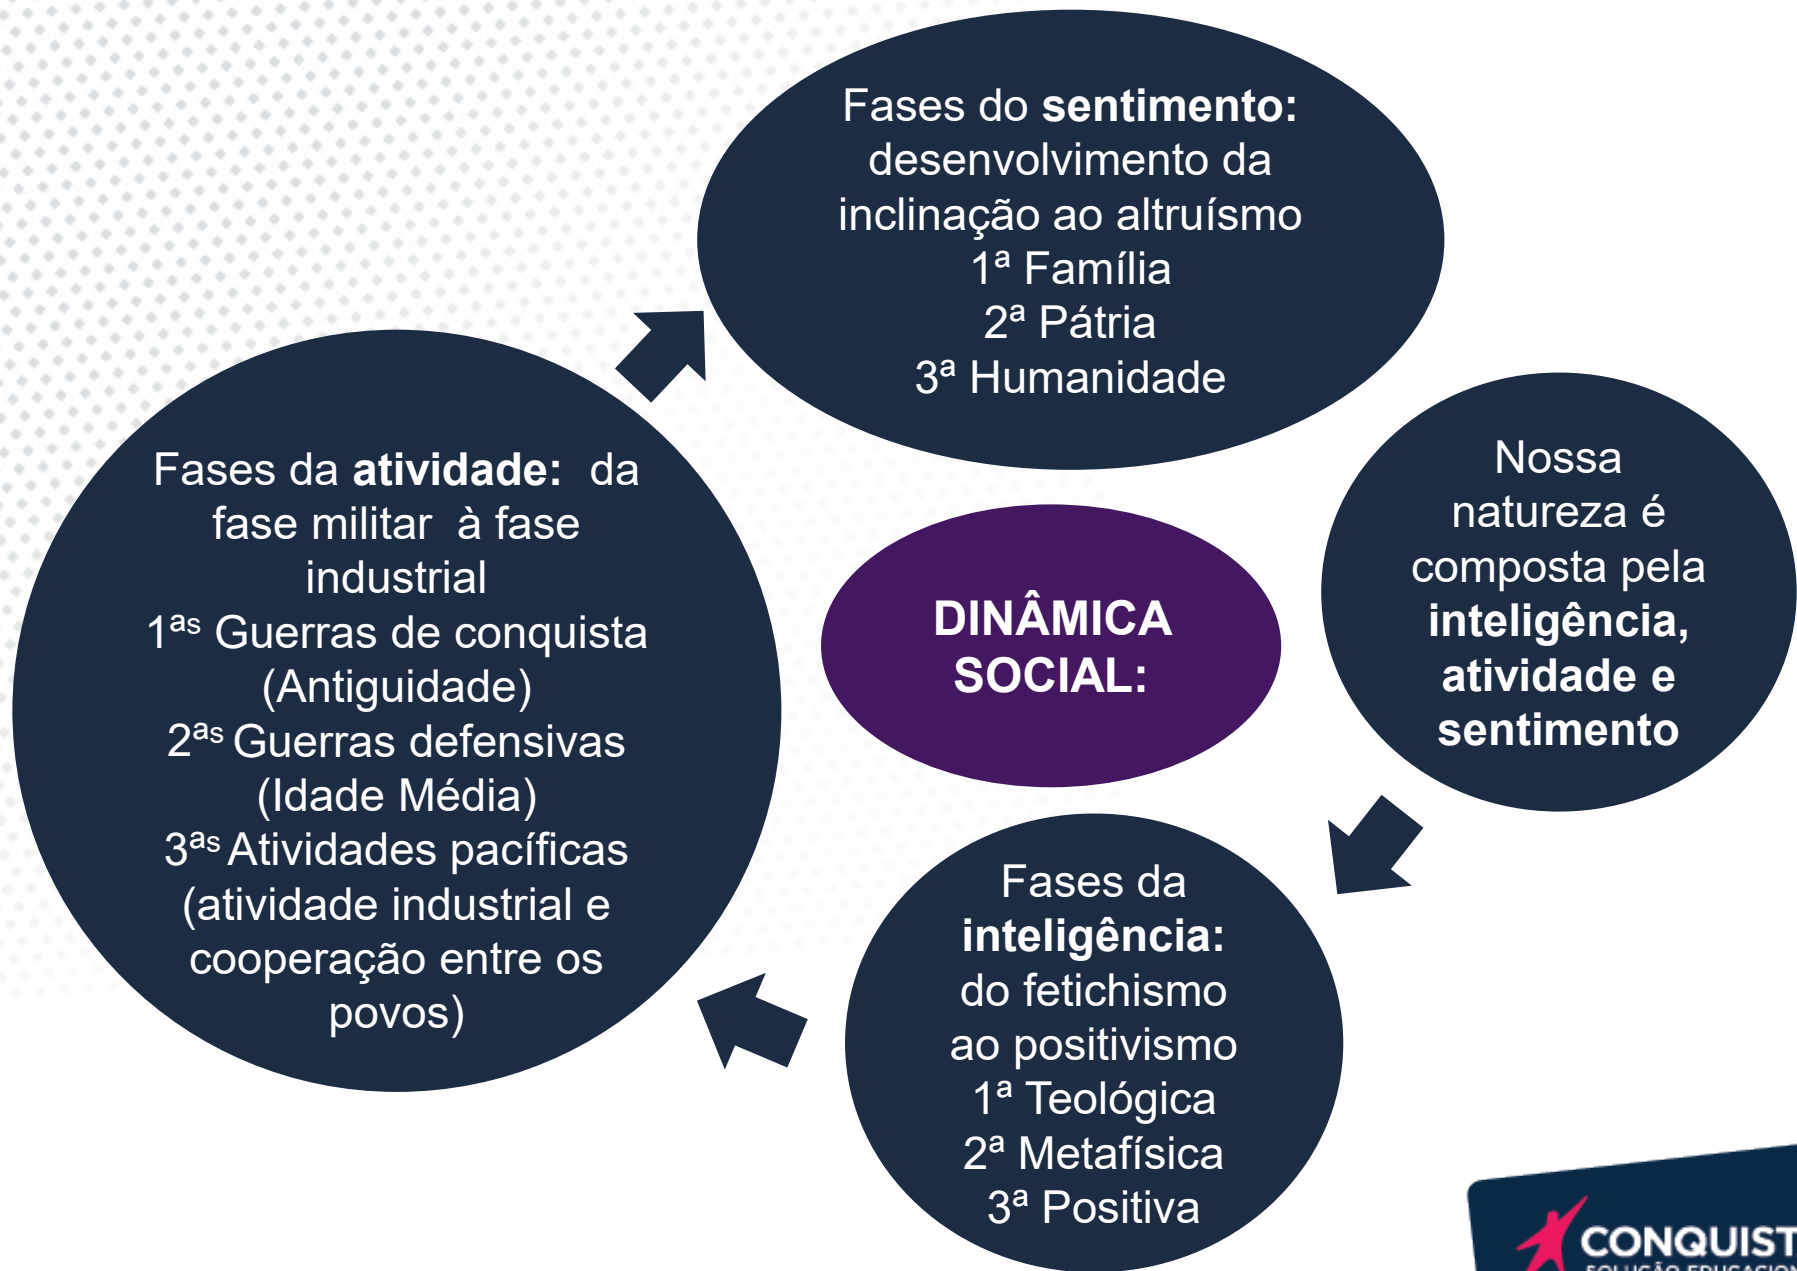 Fases do sentimento:
desenvolvimento da
inclinação ao altruísmo
1ª Família
2ª Pátria
3ª Humanidade
Nossa
natureza é
composta pela
inteligência,
atividade e
sentimento
DINÂMICA
SOCIAL:
Fases da
inteligência:
do fetichismo
ao positivismo
1ª Teológica
2ª Metafísica
3ª Positiva
Fases da atividade: da
fase militar à fase
industrial
1ªˢ Guerras de conquista
(Antiguidade)
2ªˢ Guerras defensivas
(Idade Média)
3ªˢ Atividades pacíficas
(atividade industrial e
cooperação entre os
povos)
CONQUIST